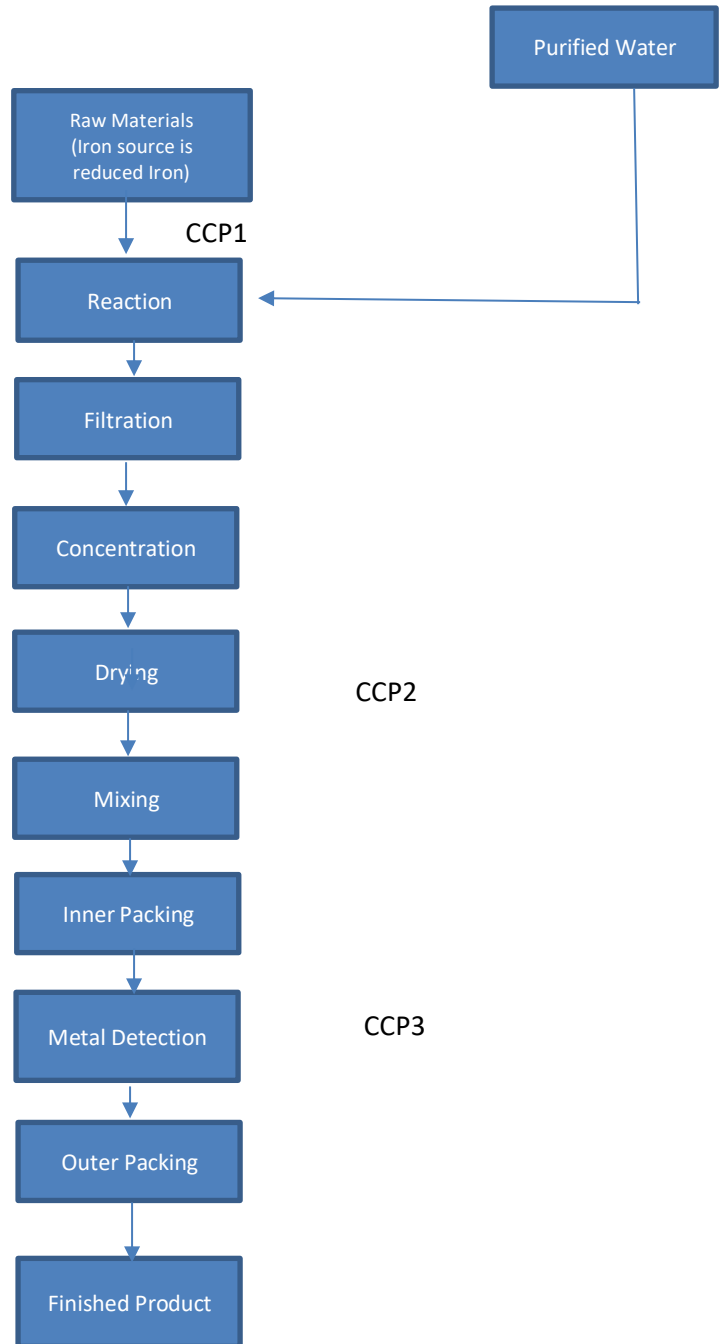 Purified Water
Raw Materials
(Iron source is
reduced Iron)
CCP1
Reaction
Filtration
Concentration
Drying
CCP2
Mixing
Inner Packing
Metal Detection
CCP3
Outer Packing
Finished Product